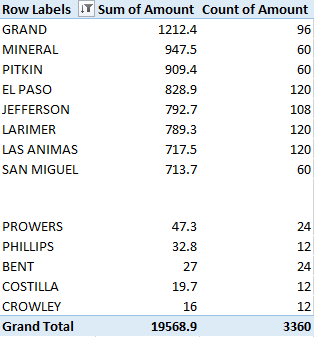 Row Labels Sum of Amount Count of Amount
GRAND 1212.4 96
MINERAL 947.5 60
PITKIN 909.4 60
EL PASO 828.9 120
JEFFERSON 792.7 108
LARIMER 789.3 120
LAS ANIMAS 717.5 120
SAN MIGUEL 713.7 60
PROWERS 47.3 24
PHILLIPS 32.8 12
BENT 27 24
COSTILLA 19.7 12
CROWLEY 16 12
Grand Total 19568.9 3360